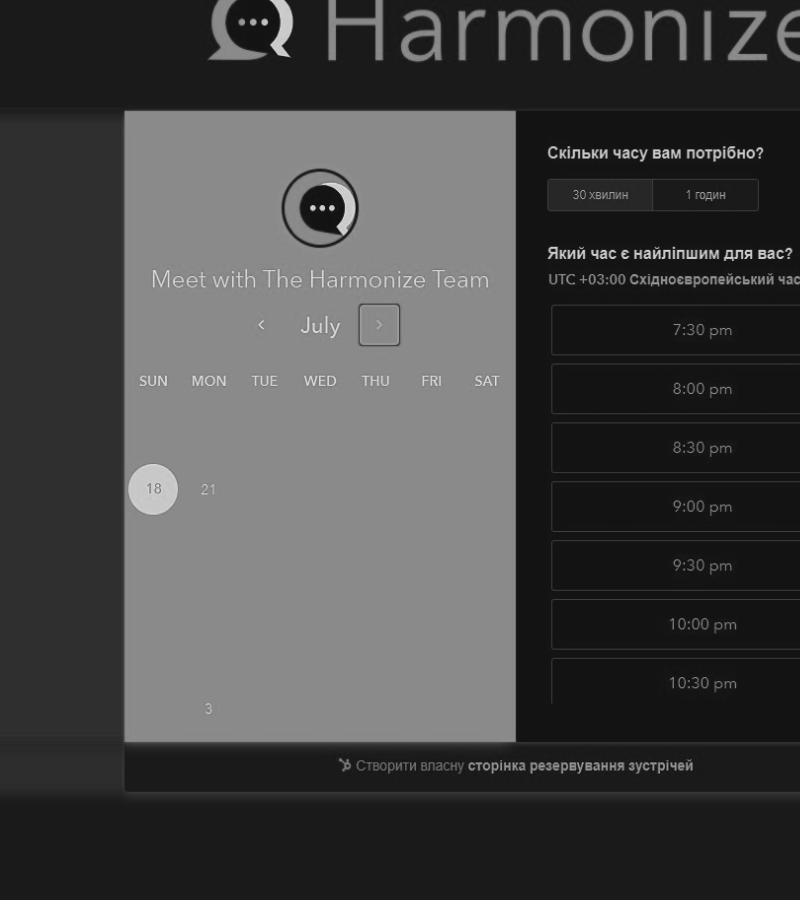 Harmonize
Meet with The Harmonize Team
July
SUN MON TUE WED THU FRI SAT
18 21
3
Скільки часу вам потрібно?
30 хвилин 1 годин
Який час є найліпшим для вас?
UTC +03:00 Східноєвропейський час
7:30 pm
8:00 pm
8:30 pm
9:00 pm
9:30 pm
10:00 pm
10:30 pm
Створити власну сторінка резервування зустрічей